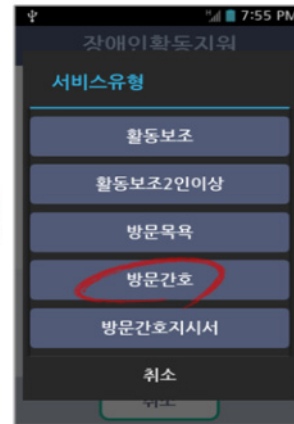 7:55 PM
장애인활동지원
서비스유형
활동보조
활동보조2인이상
방문목욕
방문간호
방문간호지시서
취소
취소